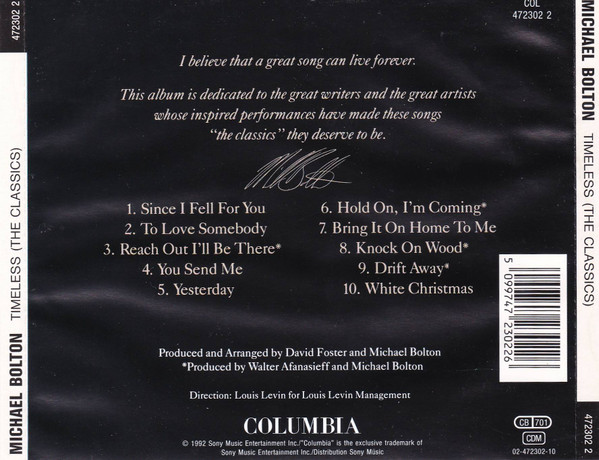 472302 2
MICHAEL BOLTON TIMELESS (THE CLASSICS)
COL
472302 2
I believe that a great song can live forever.
This album is dedicated to the great writers and the great artists
whose inspired performances have made these songs
“the classics” they deserve to be.
1. Since I Fell For You
2. To Love Somebody
3. Reach Out I'll Be There*
4. You Send Me
5. Yesterday
6. Hold On, I'm Coming*
7. Bring It On Home To Me
8. Knock On Wood*
9. Drift Away*
10. White Christmas
Produced and Arranged by David Foster and Michael Bolton
*Produced by Walter Afanasieff and Michael Bolton
Direction: Louis Levin for Louis Levin Management
COLUMBIA
© 1992 Sony Music Entertainment Inc./"Columbia" is the exclusive trademark of
Sony Music Entertainment Inc./Distribution Sony Music
5 099747 230226
CB 701
CDM
02-472302-10
MICHAEL BOLTON TIMELESS (THE CLASSICS)
472302 2